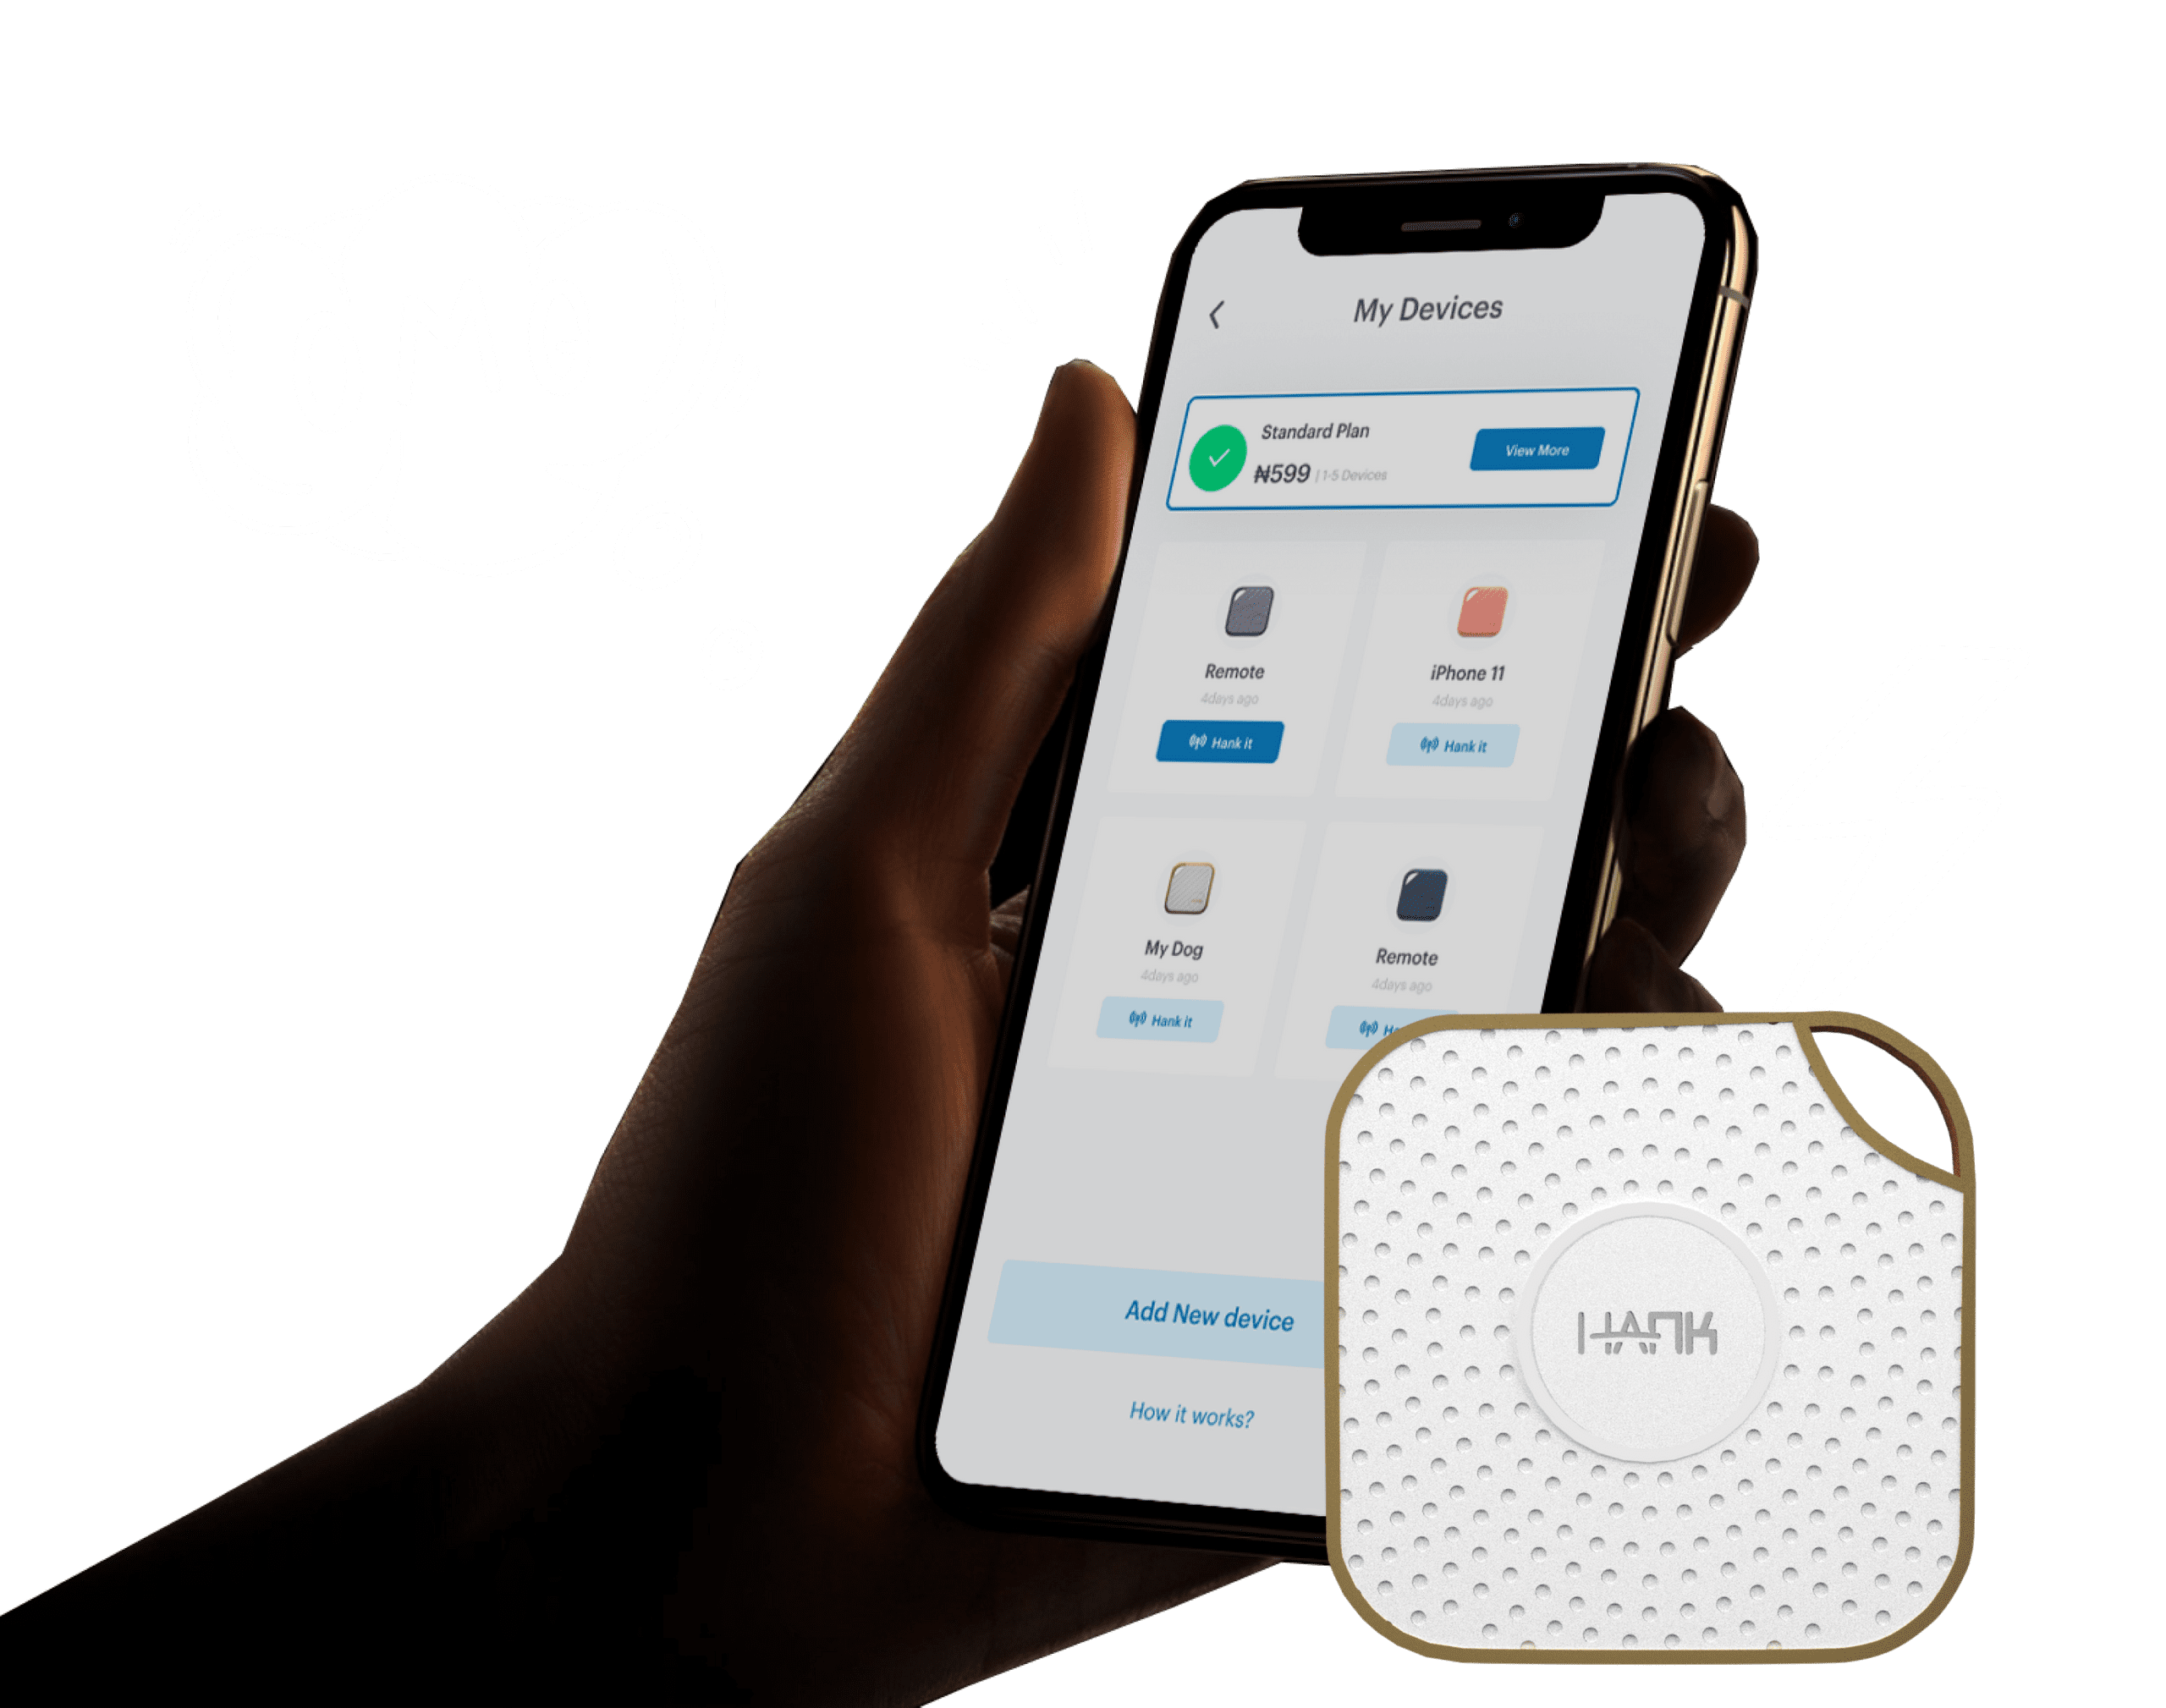 My Devices
Standard Plan
View More
₦599 | 1-5 Devices
Remote
iPhone 11
4days ago
4days ago
Hank it
Hank it
My Dog
Remote
4days ago
4days ago
Hank it
Add New device
How it works?
HANK